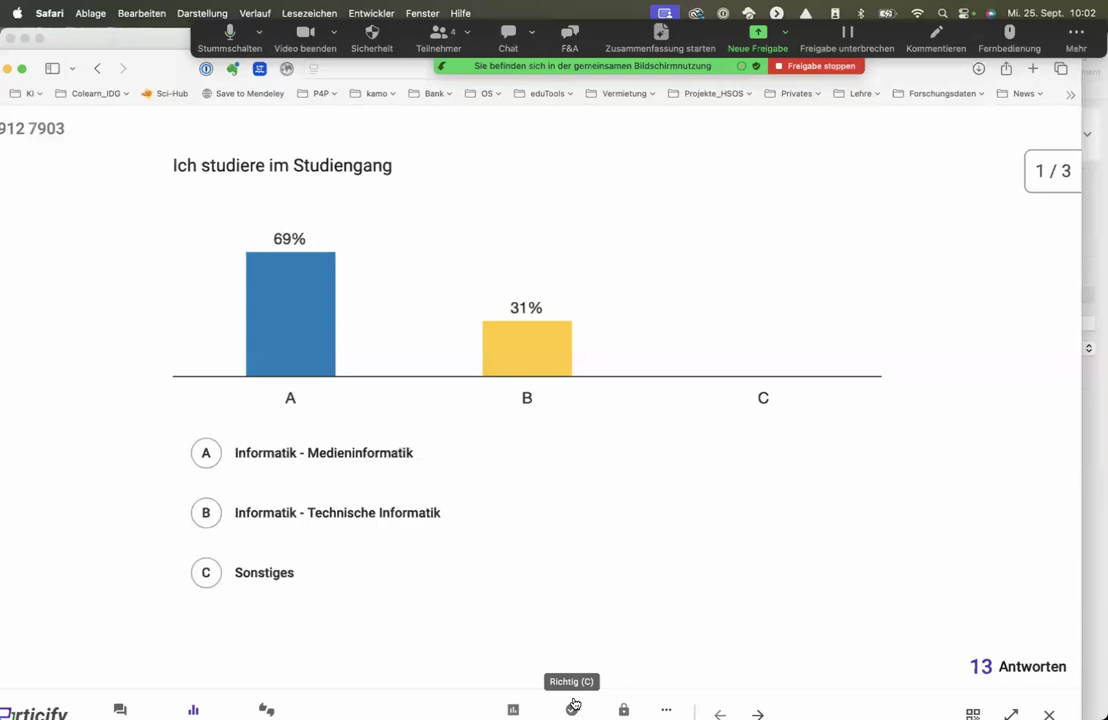 Safari Ablage Bearbeiten Darstellung Verlauf Lesezeichen Entwickler Fenster Hilfe Mi. 25. Sept. 10:02
Stummschalten Video beenden Sicherheit Teilnehmer 4 Chat F&A Zusammenfassung starten Neue Freigabe Freigabe unterbrechen Kommentieren Fernbedienung Mehr
Sie befinden sich in der gemeinsamen Bildschirmnutzung Freigabe stoppen
KI Colearn_IDG Sci-Hub Save to Mendeley P4P kamo Bank OS eduTools Vermietung Projekte_HSOS Privates Lehre Forschungsdaten News
912 7903
Ich studiere im Studiengang
1 / 3
69%
31%
A B C
A Informatik - Medieninformatik
B Informatik - Technische Informatik
C Sonstiges
13 Antworten
Richtig (C)
articify